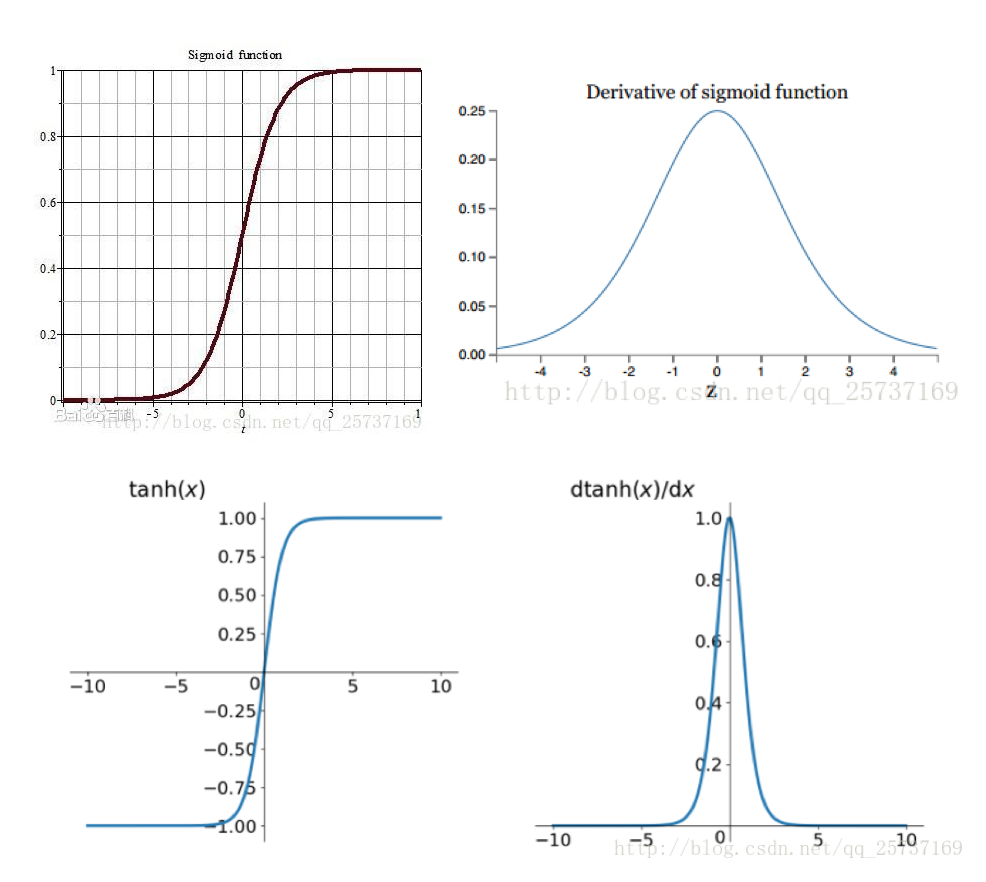 Sigmoid function
1
0.8
0.6
0.4
0.2
0
-5 0 5 1
t
http://blog.csdn.net/qq_25737169
Derivative of sigmoid function
0.25
0.20
0.15
0.10
0.05
0.00
-4 -3 -2 -1 0 1 2 3 4
z
http://blog.csdn.net/qq_25737169
tanh(x)
1.00
0.75
0.50
0.25
−10 −5 0 5 10
−0.25
−0.50
−0.75
−1.00
dtanh(x)/dx
1.0
0.8
0.6
0.4
0.2
−10 −5 0 5 10
http://blog.csdn.net/qq_25737169